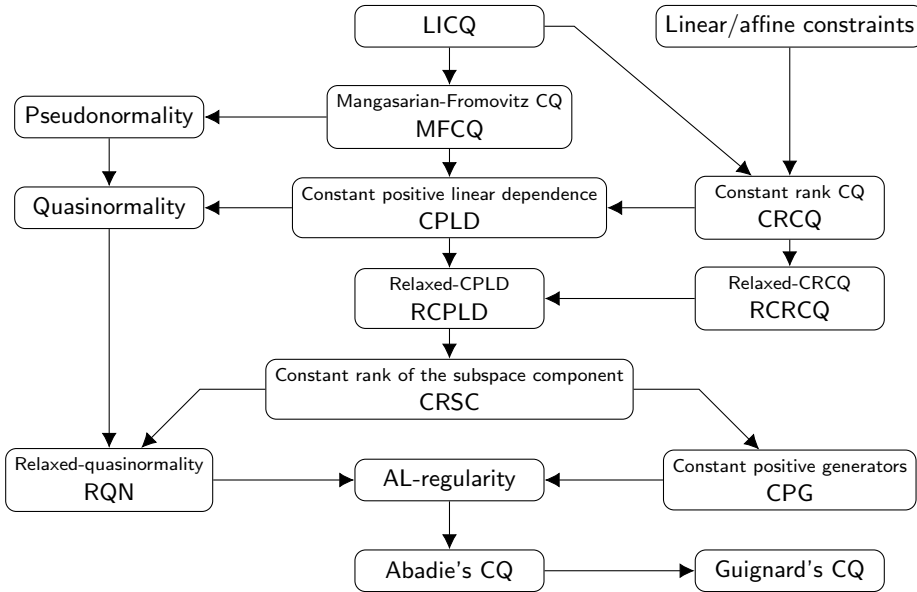 LICQ
Linear/affine constraints
Mangasarian-Fromovitz CQ
MFCQ
Pseudonormality
Constant positive linear dependence
CPLD
Quasinormality
Constant rank CQ
CRCQ
Relaxed-CPLD
RCPLD
Relaxed-CRCQ
RCRCQ
Constant rank of the subspace component
CRSC
Relaxed-quasinormality
RQN
AL-regularity
Constant positive generators
CPG
Abadie's CQ
Guignard's CQ